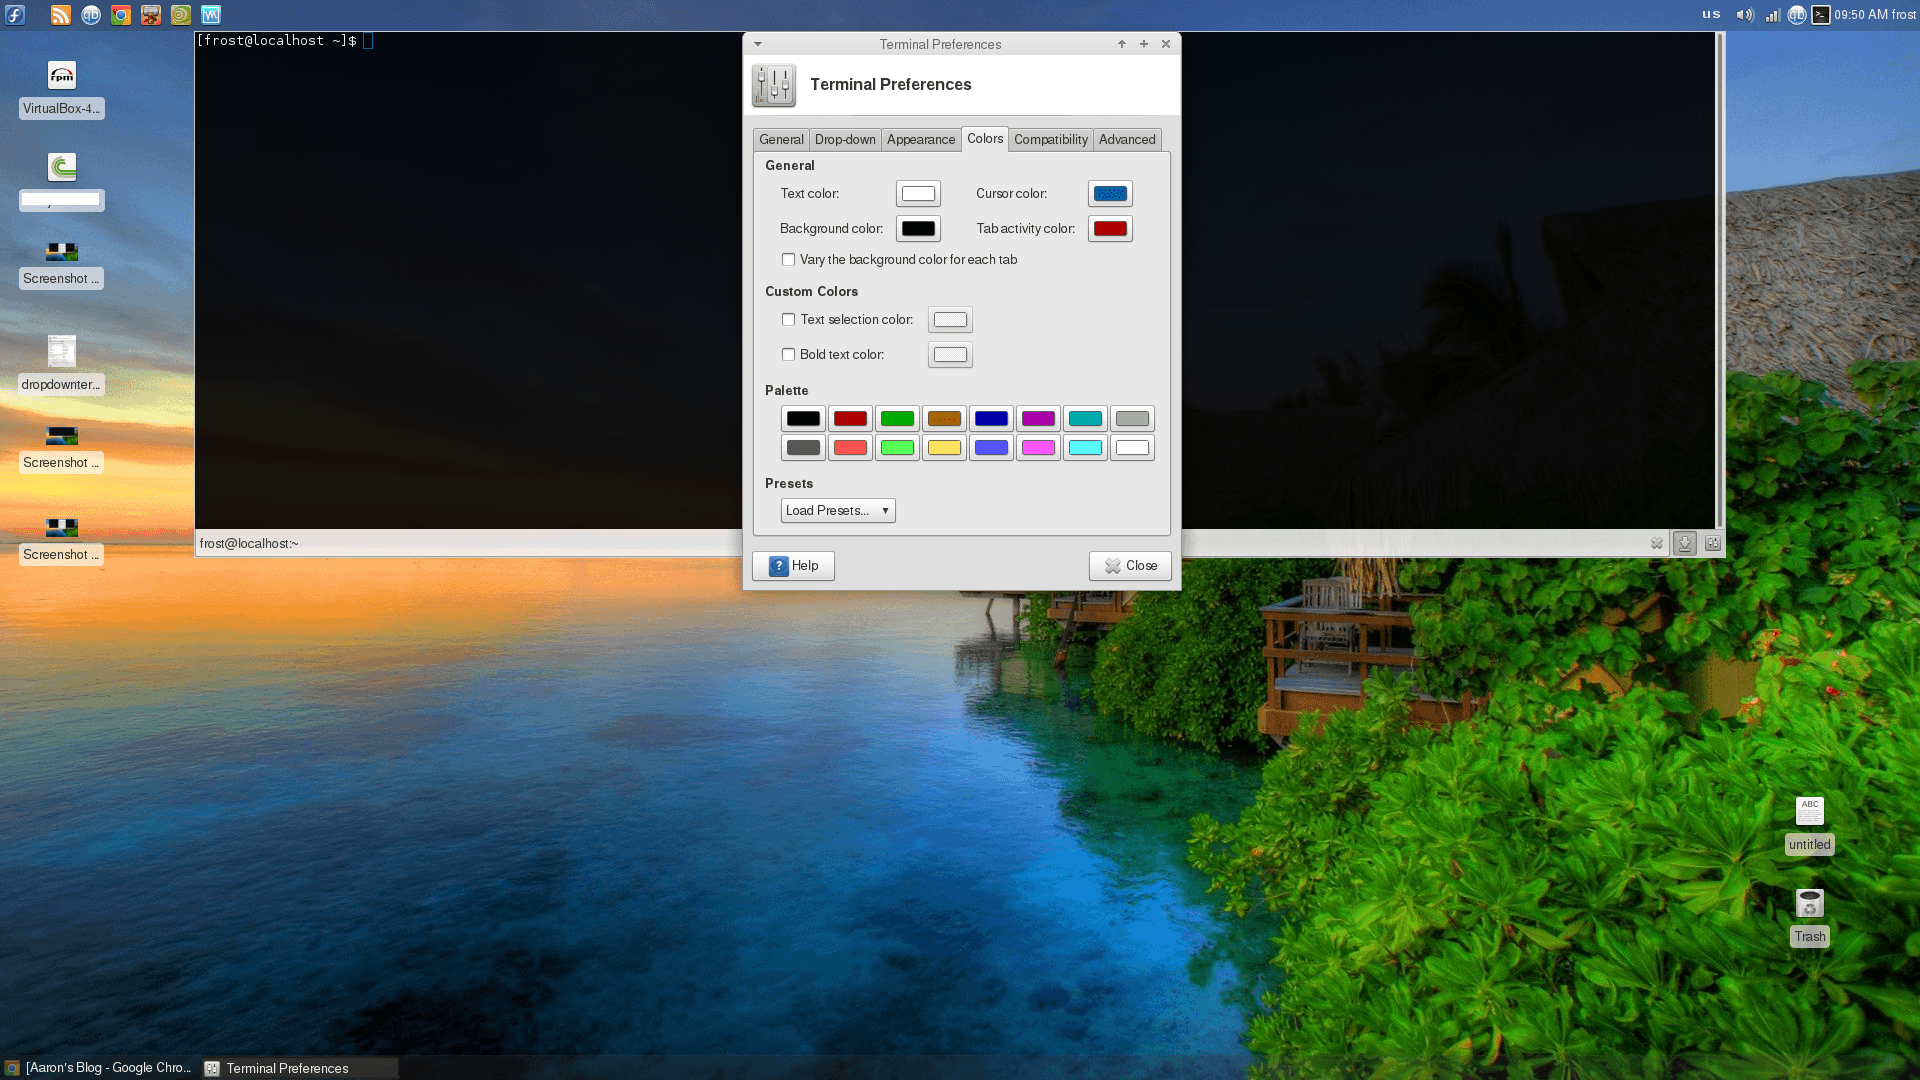 us
09:50 AM frost
[frost@localhost ~]$
rpm
VirtualBox-4...
Screenshot ...
dropdownter...
Screenshot ...
Screenshot ...
Terminal Preferences
Terminal Preferences
General Drop-down Appearance Colors Compatibility Advanced
General
Text color: Cursor color:
Background color: Tab activity color:
Vary the background color for each tab
Custom Colors
Text selection color:
Bold text color:
Palette
Presets
Load Presets...
Help Close
frost@localhost:~
ABC
untitled
Trash
[Aaron's Blog - Google Chro...
Terminal Preferences